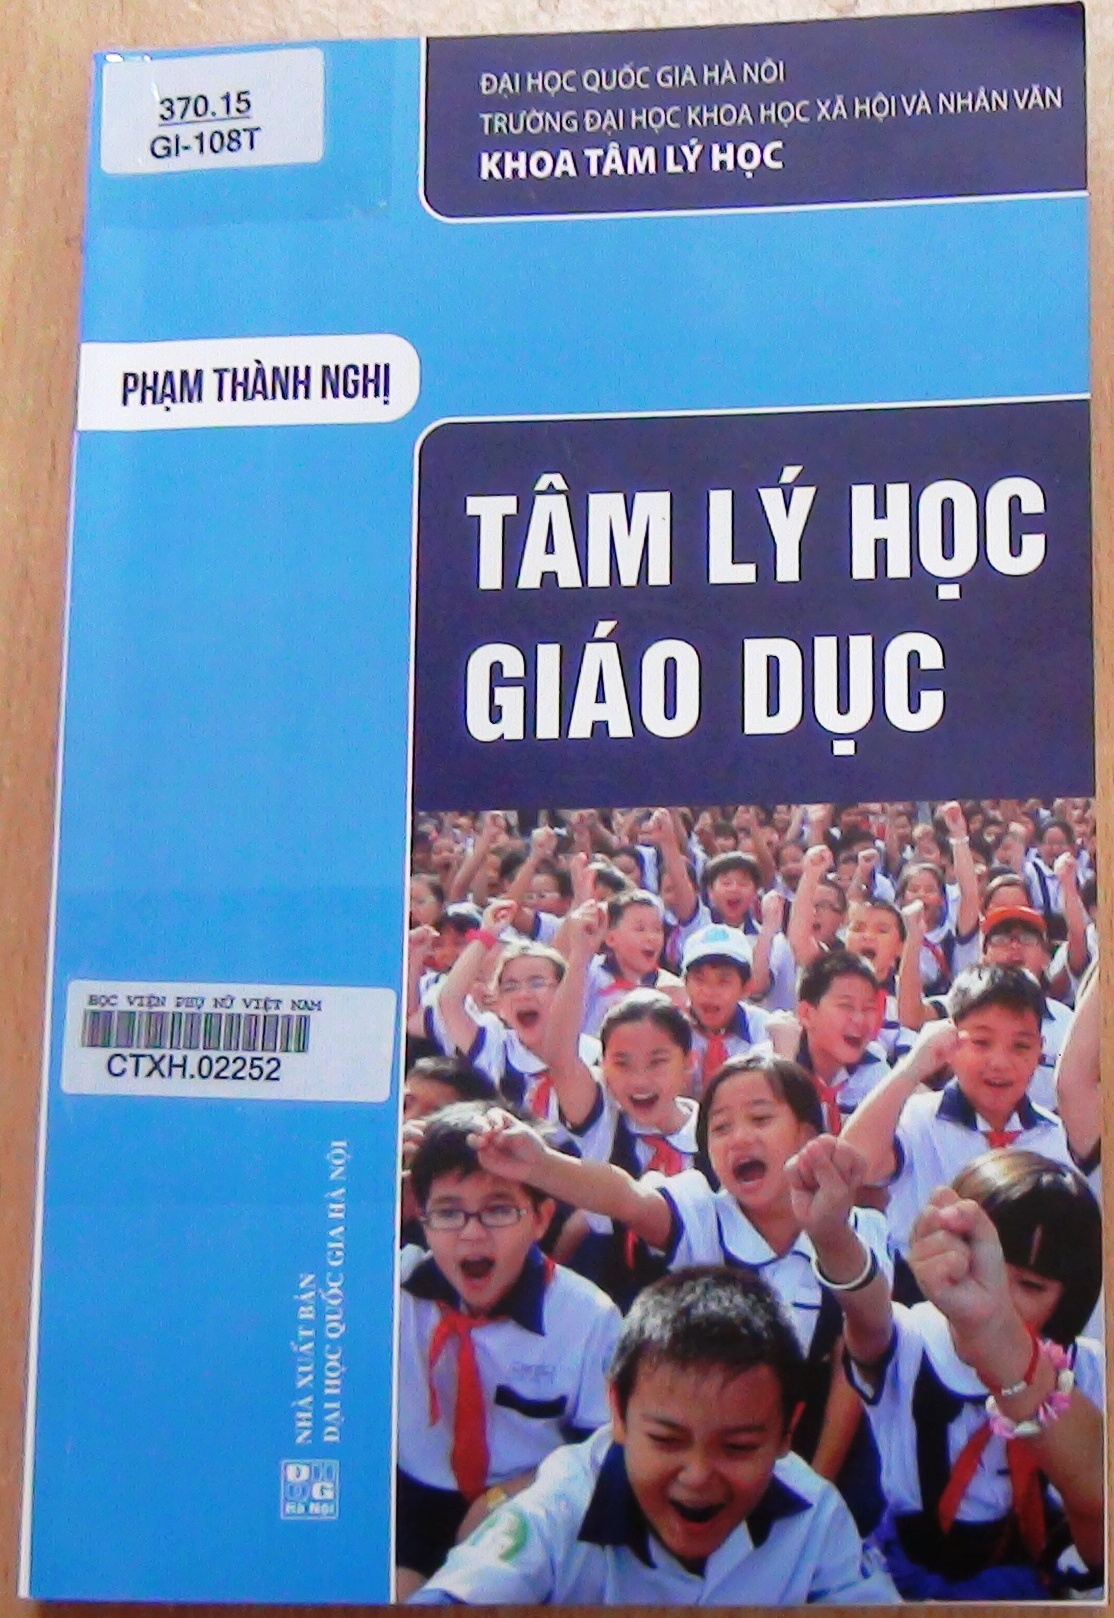 370.15
GI-108T
ĐẠI HỌC QUỐC GIA HÀ NỘI
TRƯỜNG ĐẠI HỌC KHOA HỌC XÃ HỘI VÀ NHÂN VĂN
KHOA TÂM LÝ HỌC
PHẠM THÀNH NGHỊ
TÂM LÝ HỌC
GIÁO DỤC
HỌC VIỆN PHỤ NỮ VIỆT NAM
CTXH.02252
NHÀ XUẤT BẢN
ĐẠI HỌC QUỐC GIA HÀ NỘI
Hà Nội